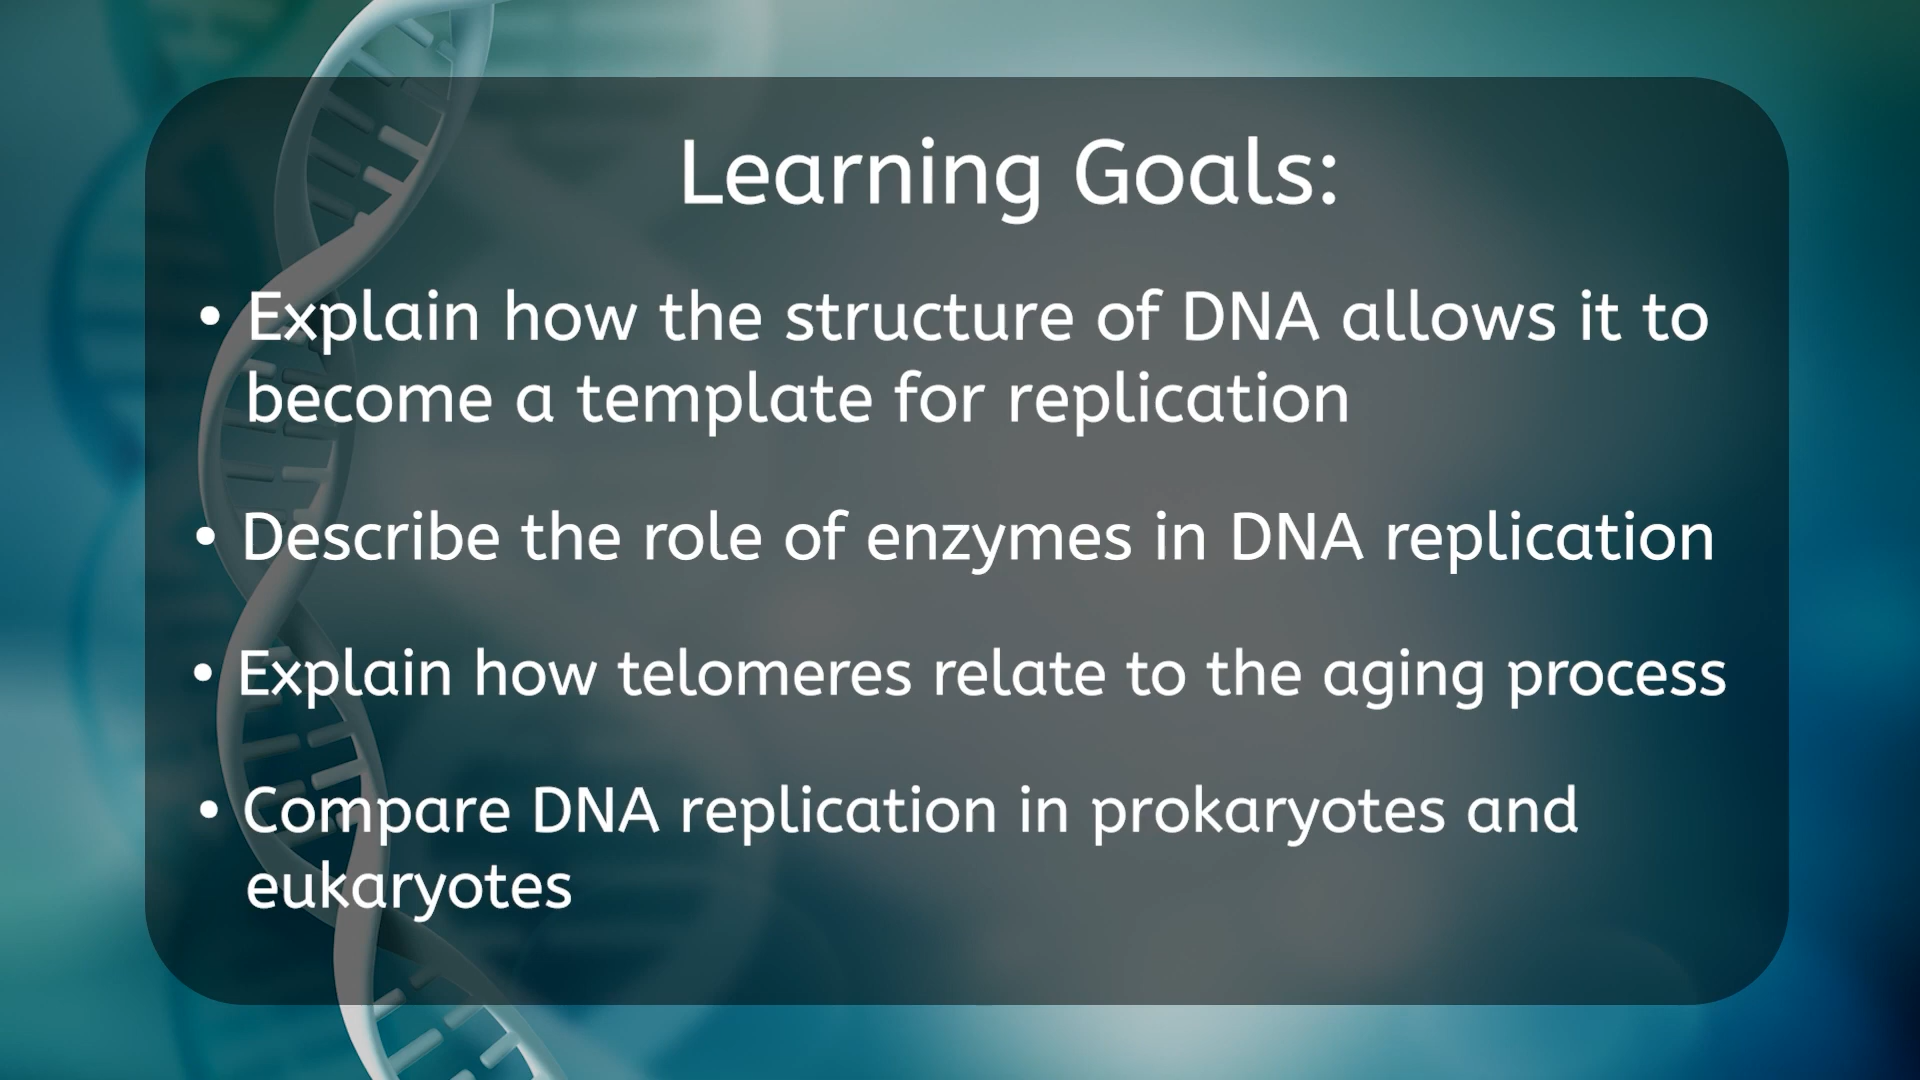 Learning Goals:
• Explain how the structure of DNA allows it to
become a template for replication
• Describe the role of enzymes in DNA replication
• Explain how telomeres relate to the aging process
• Compare DNA replication in prokaryotes and
eukaryotes